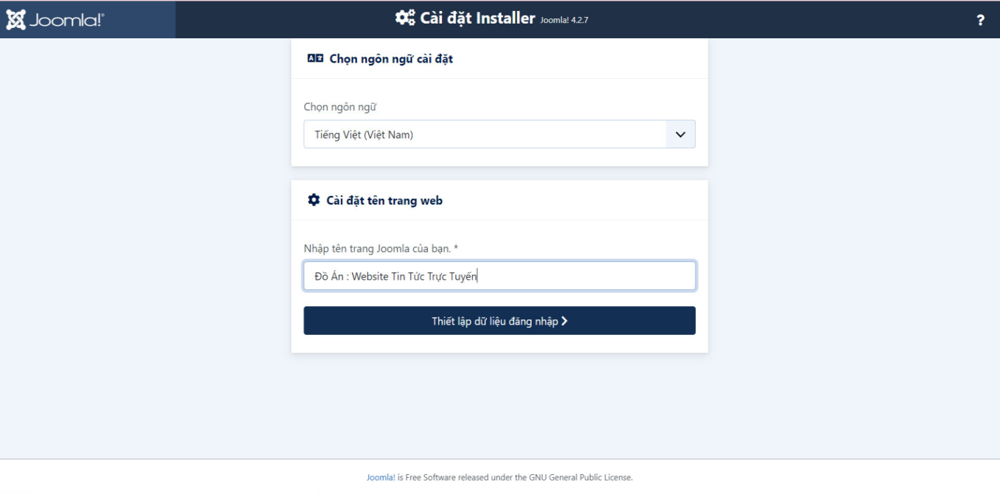 Joomla!®
Cài đặt Installer Joomla! 4.2.7
?
Chọn ngôn ngữ cài đặt
Chọn ngôn ngữ
Tiếng Việt (Việt Nam)
Cài đặt tên trang web
Nhập tên trang Joomla của bạn. *
Đồ Án : Website Tin Tức Trực Tuyến
Thiết lập dữ liệu đăng nhập
Joomla! is Free Software released under the GNU General Public License.